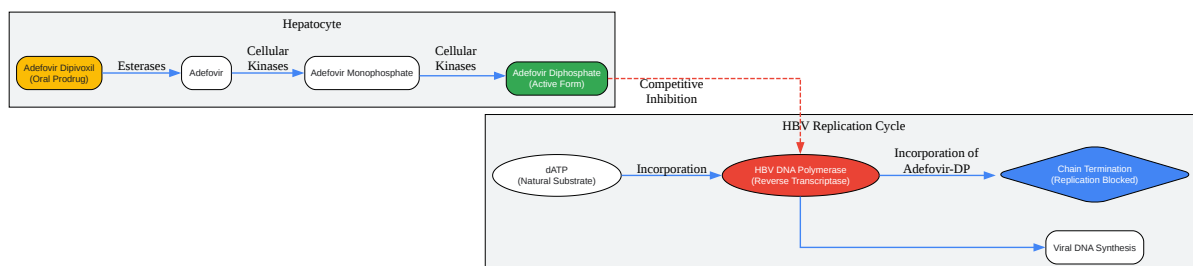 Hepatocyte
Adefovir Dipivoxil
(Oral Prodrug)
Esterases
Adefovir
Cellular
Kinases
Adefovir Monophosphate
Cellular
Kinases
Adefovir Diphosphate
(Active Form)
Competitive
Inhibition
HBV Replication Cycle
dATP
(Natural Substrate)
Incorporation
HBV DNA Polymerase
(Reverse Transcriptase)
Incorporation of
Adefovir-DP
Chain Termination
(Replication Blocked)
Viral DNA Synthesis